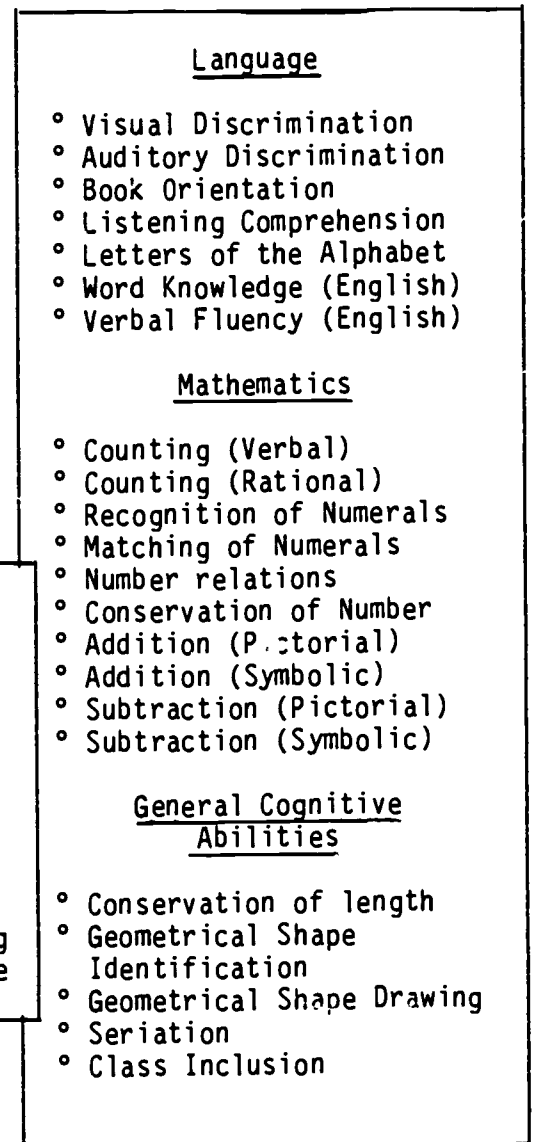 Language
° Visual Discrimination
° Auditory Discrimination
° Book Orientation
° Listening Comprehension
° Letters of the Alphabet
° Word Knowledge (English)
° Verbal Fluency (English)
Mathematics
° Counting (Verbal)
° Counting (Rational)
° Recognition of Numerals
° Matching of Numerals
° Number relations
° Conservation of Number
° Addition (Pictorial)
° Addition (Symbolic)
° Subtraction (Pictorial)
° Subtraction (Symbolic)
General Cognitive
Abilities
° Conservation of length
° Geometrical Shape
Identification
° Geometrical Shape Drawing
° Seriation
° Class Inclusion